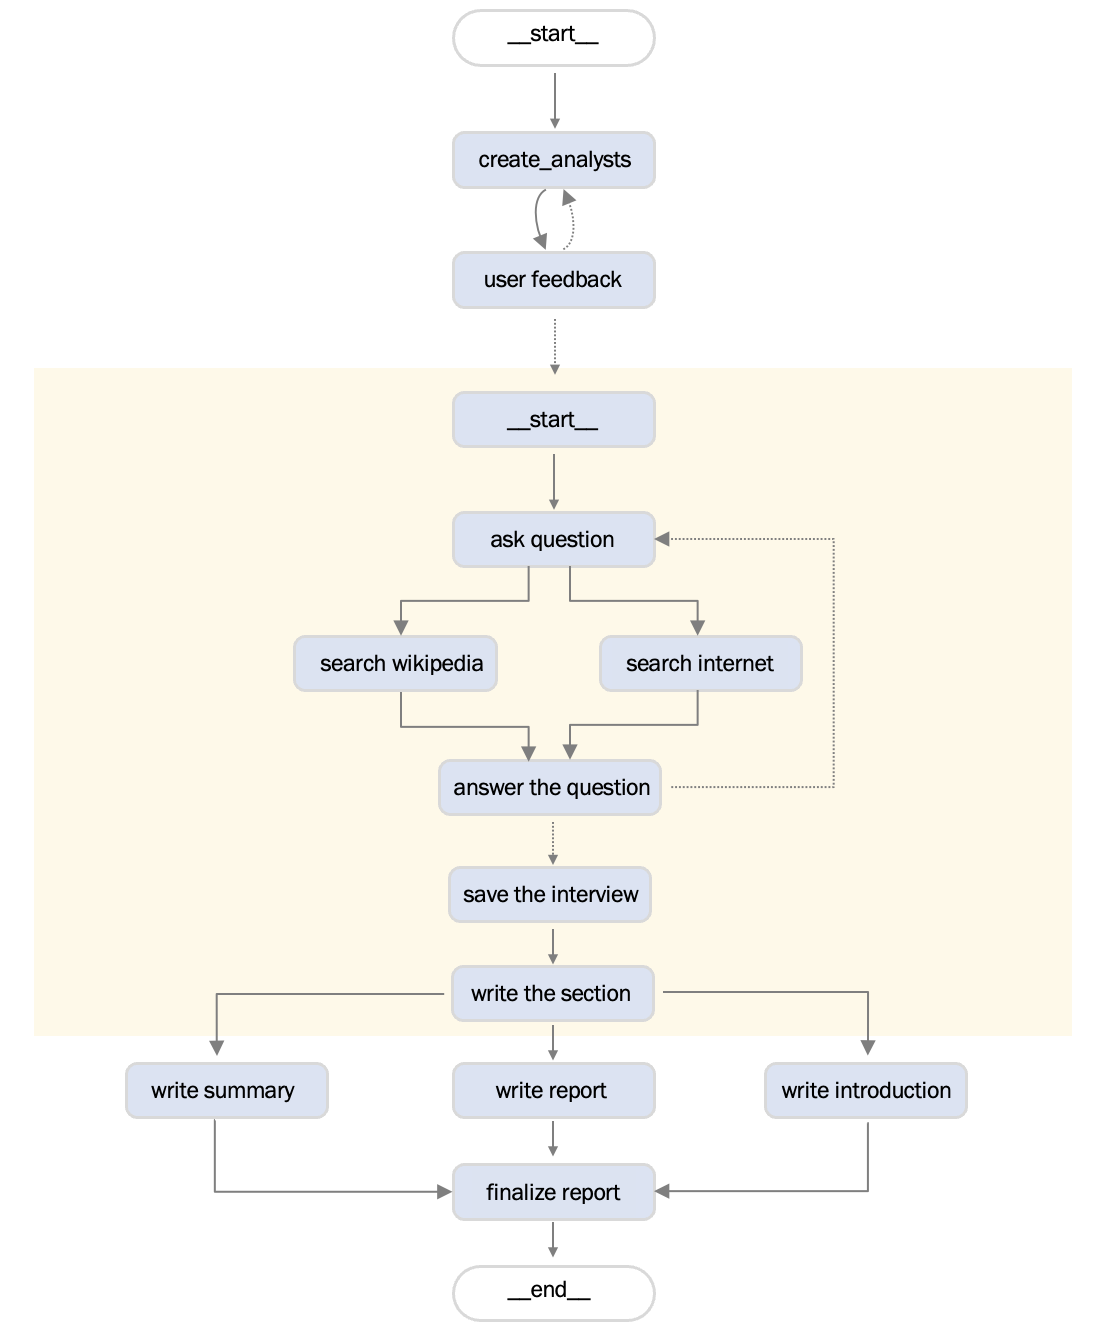 __start__
create_analysts
user feedback
__start__
ask question
search wikipedia
search internet
answer the question
save the interview
write the section
write summary
write report
write introduction
finalize report
__end__